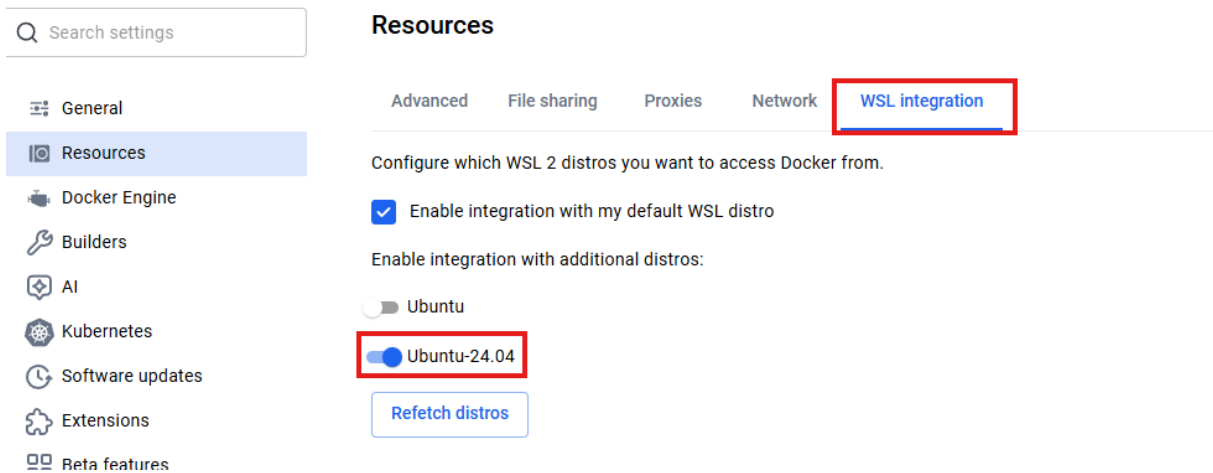 Search settings
General
Resources
Docker Engine
Builders
AI
Kubernetes
Software updates
Extensions
Beta features
Resources
Advanced File sharing Proxies Network WSL integration
Configure which WSL 2 distros you want to access Docker from.
Enable integration with my default WSL distro
Enable integration with additional distros:
Ubuntu
Ubuntu-24.04
Refetch distros